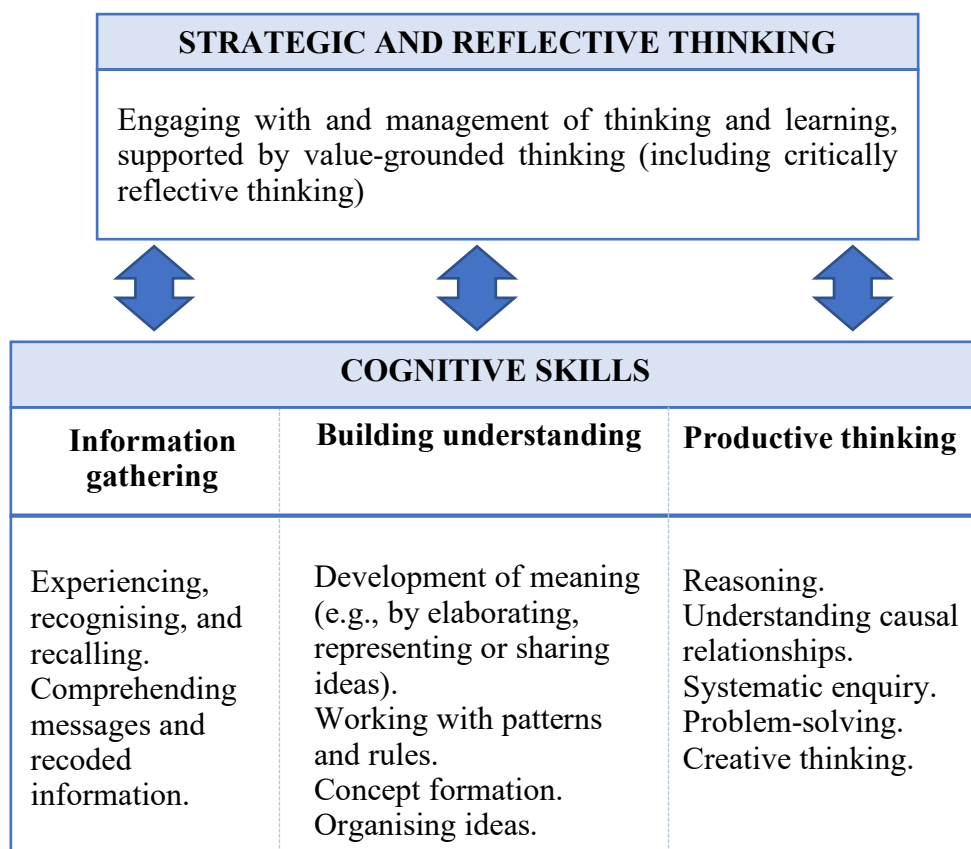 STRATEGIC AND REFLECTIVE THINKING
Engaging with and management of thinking and learning,
supported by value-grounded thinking (including critically
reflective thinking)
COGNITIVE SKILLS
Information
gathering
Building understanding
Productive thinking
Experiencing,
recognising, and
recalling.
Comprehending
messages and
recoded
information.
Development of meaning
(e.g., by elaborating,
representing or sharing
ideas).
Working with patterns
and rules.
Concept formation.
Organising ideas.
Reasoning.
Understanding causal
relationships.
Systematic enquiry.
Problem-solving.
Creative thinking.